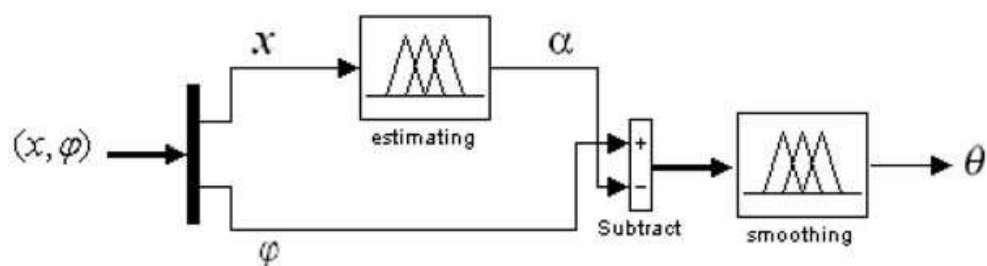 x
α
estimating
(x, φ)
+
−
θ
Subtract
smoothing
φ